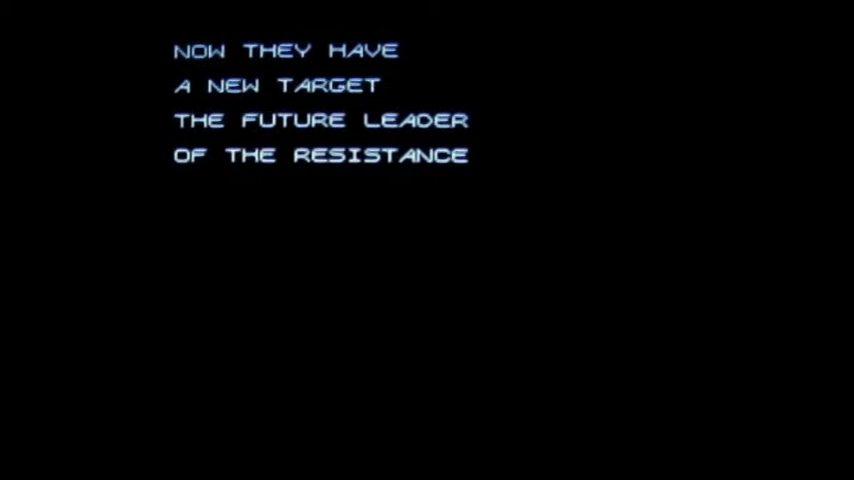 NOW THEY HAVE
A NEW TARGET
THE FUTURE LEADER
OF THE RESISTANCE